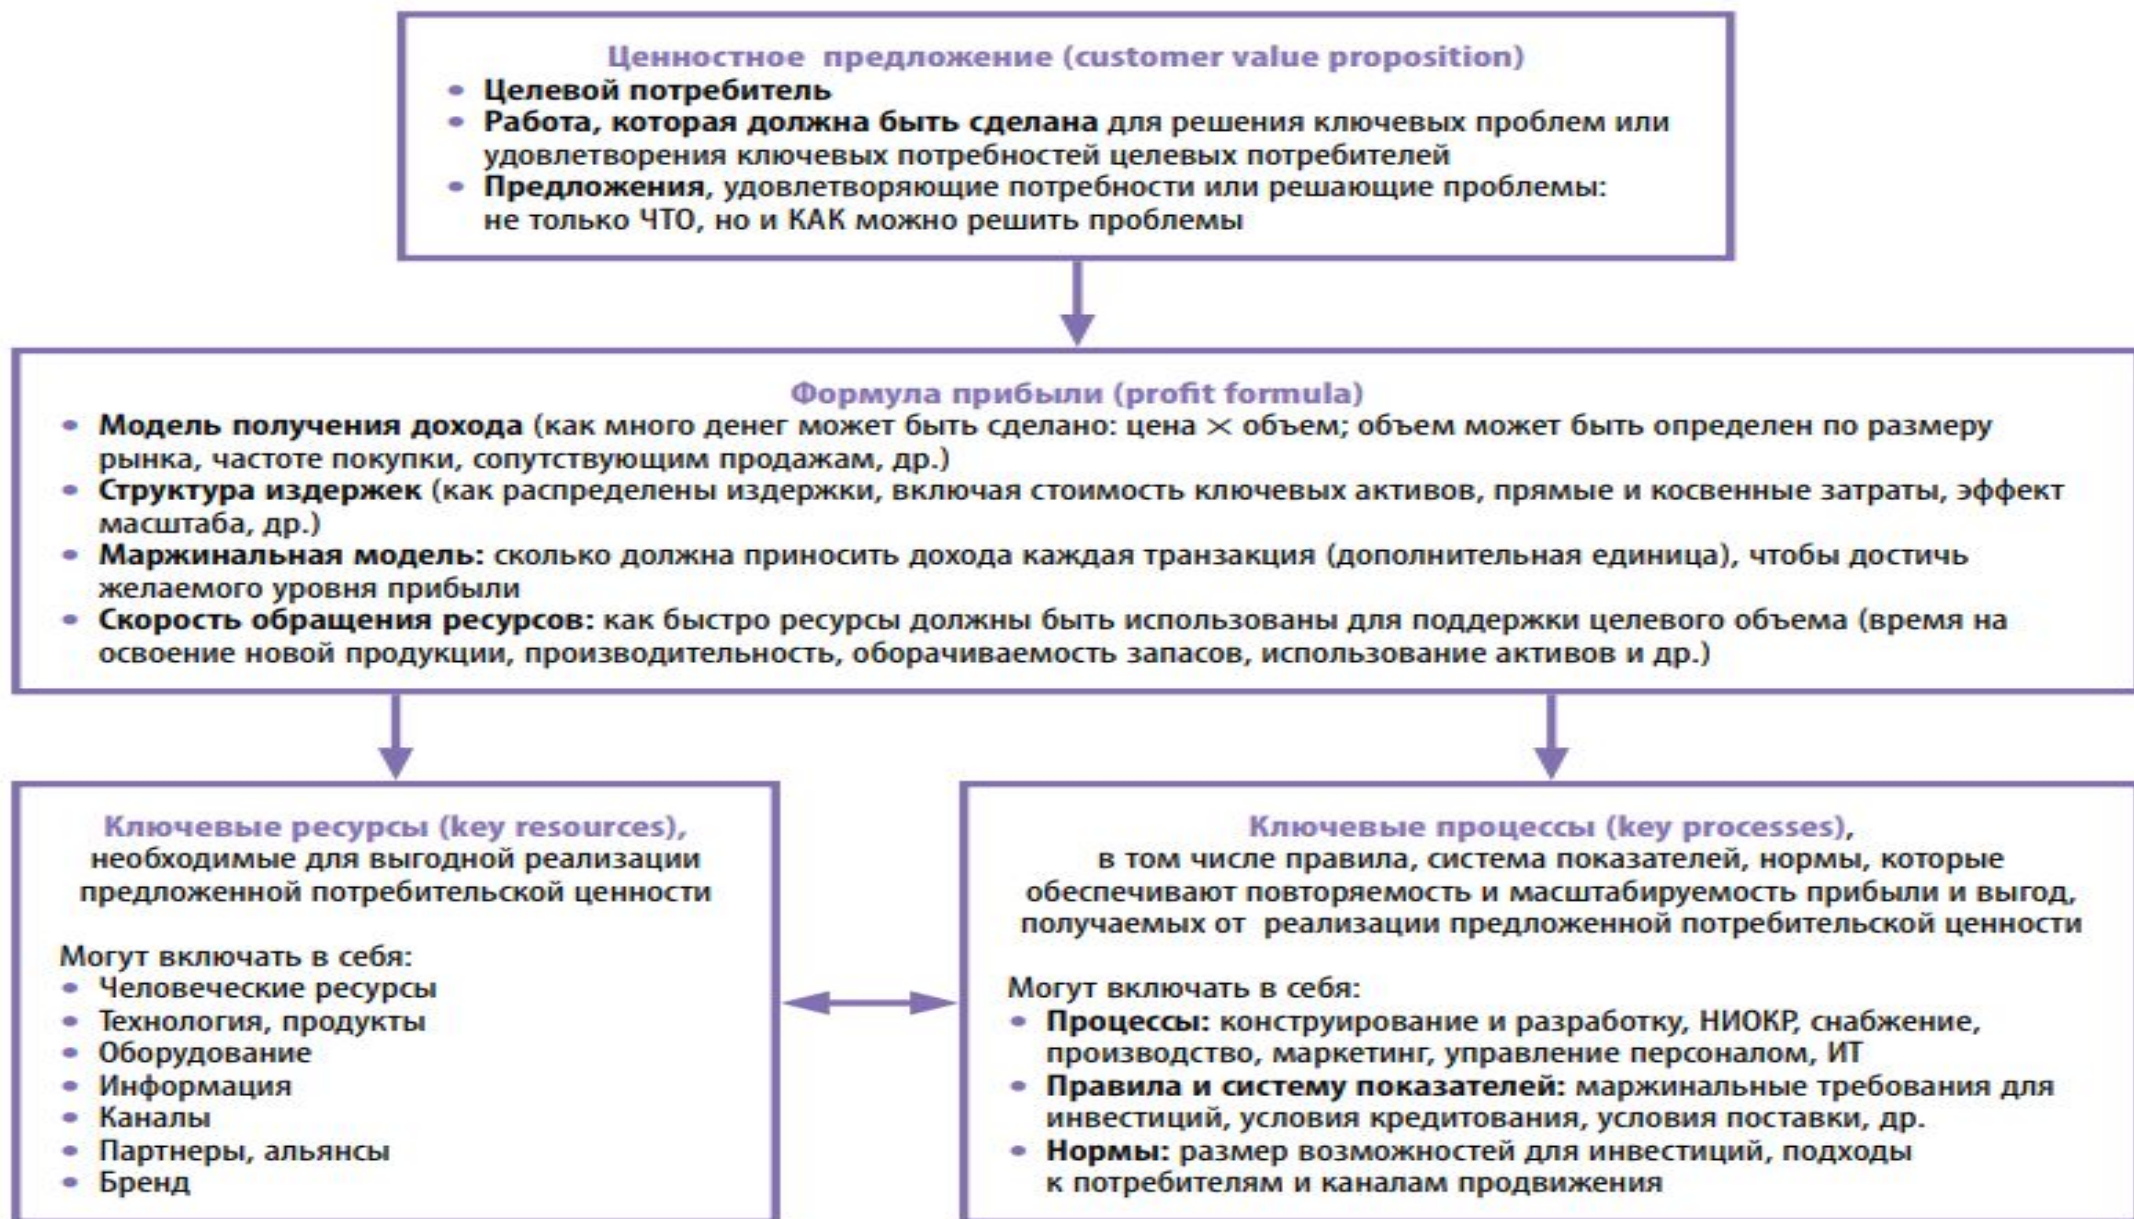 Ценностное предложение (customer value proposition)
• Целевой потребитель
• Работа, которая должна быть сделана для решения ключевых проблем или
удовлетворения ключевых потребностей целевых потребителей
• Предложения, удовлетворяющие потребности или решающие проблемы:
не только ЧТО, но и КАК можно решить проблемы
Формула прибыли (profit formula)
• Модель получения дохода (как много денег может быть сделано: цена × объем; объем может быть определен по размеру
рынка, частоте покупки, сопутствующим продажам, др.)
• Структура издержек (как распределены издержки, включая стоимость ключевых активов, прямые и косвенные затраты, эффект
масштаба, др.)
• Маржинальная модель: сколько должна приносить дохода каждая транзакция (дополнительная единица), чтобы достичь
желаемого уровня прибыли
• Скорость обращения ресурсов: как быстро ресурсы должны быть использованы для поддержки целевого объема (время на
освоение новой продукции, производительность, оборачиваемость запасов, использование активов и др.)
Ключевые ресурсы (key resources),
необходимые для выгодной реализации
предложенной потребительской ценности
Могут включать в себя:
• Человеческие ресурсы
• Технология, продукты
• Оборудование
• Информация
• Каналы
• Партнеры, альянсы
• Бренд
Ключевые процессы (key processes),
в том числе правила, система показателей, нормы, которые
обеспечивают повторяемость и масштабируемость прибыли и выгод,
получаемых от реализации предложенной потребительской ценности
Могут включать в себя:
• Процессы: конструирование и разработку, НИОКР, снабжение,
производство, маркетинг, управление персоналом, ИТ
• Правила и систему показателей: маржинальные требования для
инвестиций, условия кредитования, условия поставки, др.
• Нормы: размер возможностей для инвестиций, подходы
к потребителям и каналам продвижения